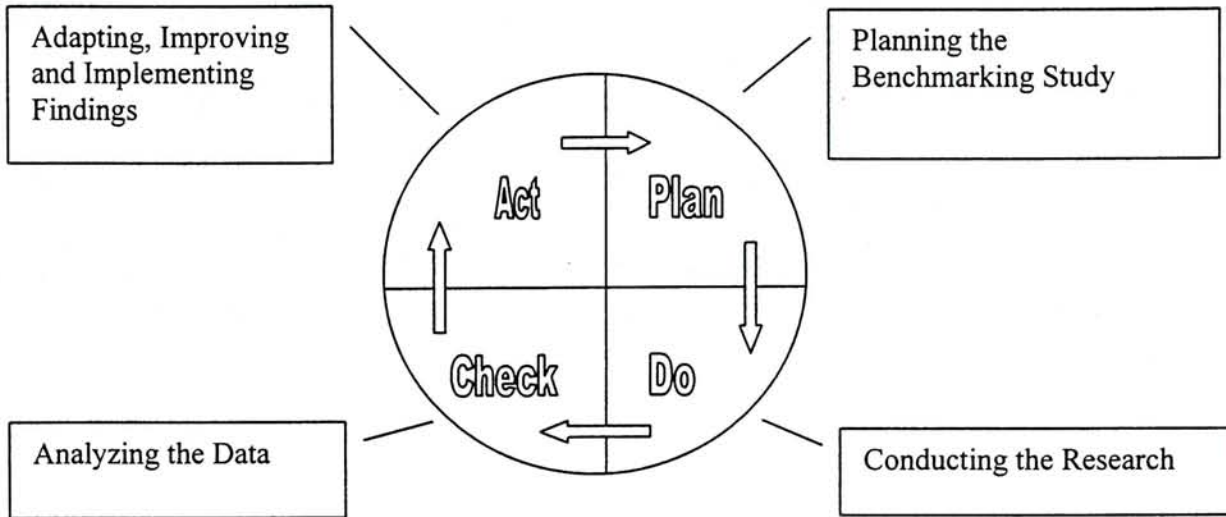 Adapting, Improving
and Implementing
Findings
Planning the
Benchmarking Study
Act
Plan
Check
Do
Analyzing the Data
Conducting the Research